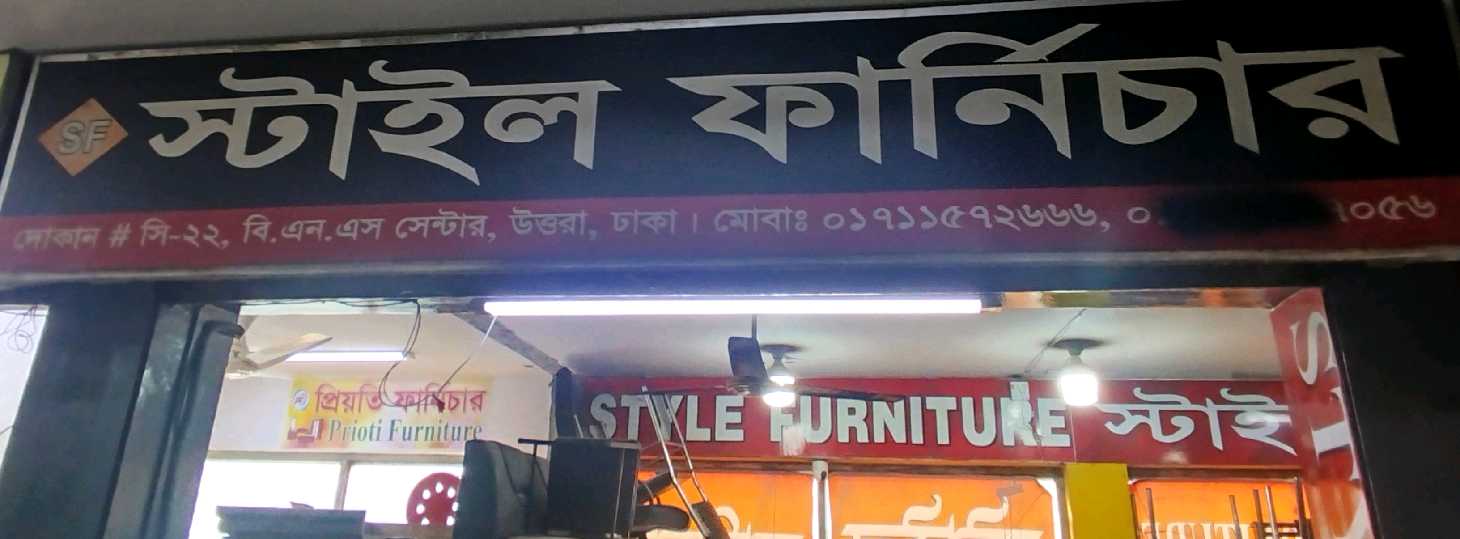 SF স্টাইল ফার্নিচার
দোকান # সি-২২, বি.এন.এস সেন্টার, উত্তরা, ঢাকা। মোবাঃ ০১৭১১৫৭২৬৬৬, ০
প্রিয়তি ফার্নিচার
Prioti Furniture
STYLE FURNITURE স্টাই